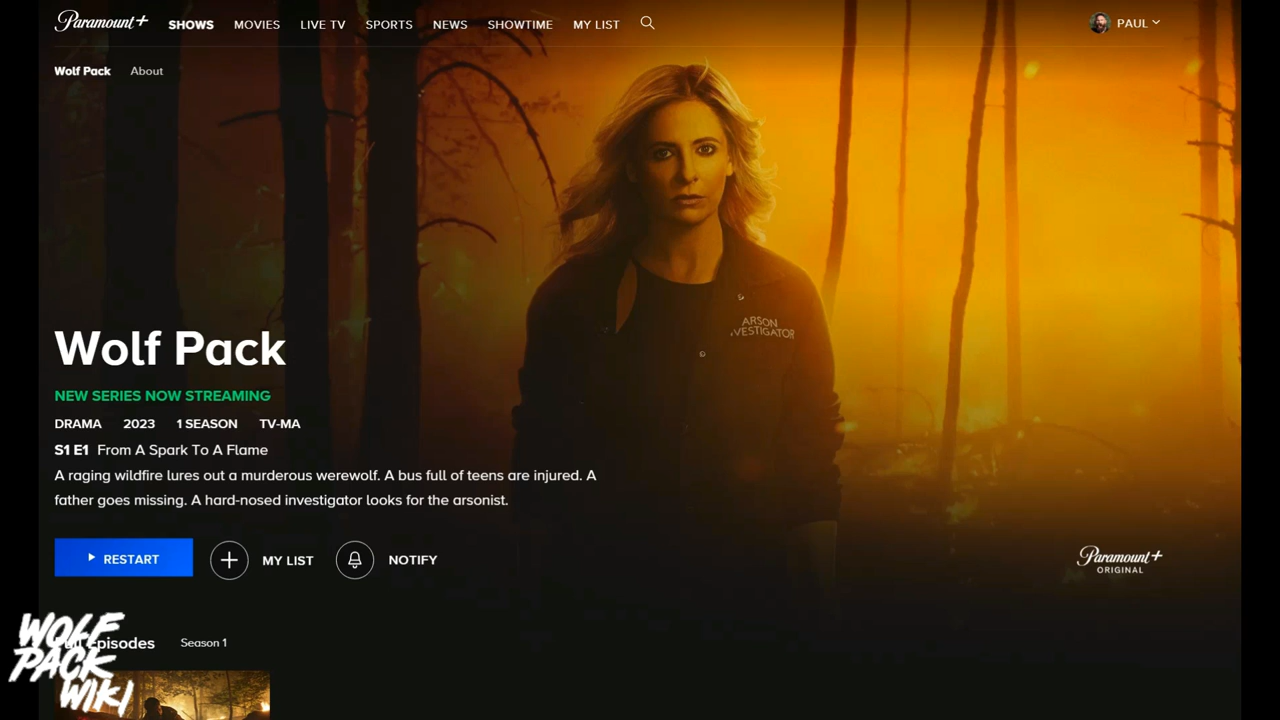 Paramount+ SHOWS MOVIES LIVE TV SPORTS NEWS SHOWTIME MY LIST PAUL
Wolf Pack About
ARSON
INVESTIGATOR
Wolf Pack
NEW SERIES NOW STREAMING
DRAMA 2023 1 SEASON TV-MA
S1 E1 From A Spark To A Flame
A raging wildfire lures out a murderous werewolf. A bus full of teens are injured. A
father goes missing. A hard-nosed investigator looks for the arsonist.
RESTART MY LIST NOTIFY
Paramount+
ORIGINAL
Full Episodes Season 1
WOLF
PACK
WIKI